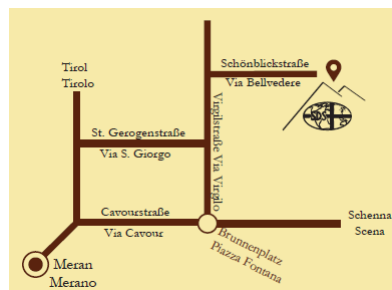 Schönblickstraße
Via Bellvedere
Tirol
Tirolo
St. Gerogenstraße
Via S. Giorgo
Virgilstraße Via Virgilo
Cavourstraße
Via Cavour
Schenna
Scena
Brunnenplatz
Piazza Fontana
Meran
Merano